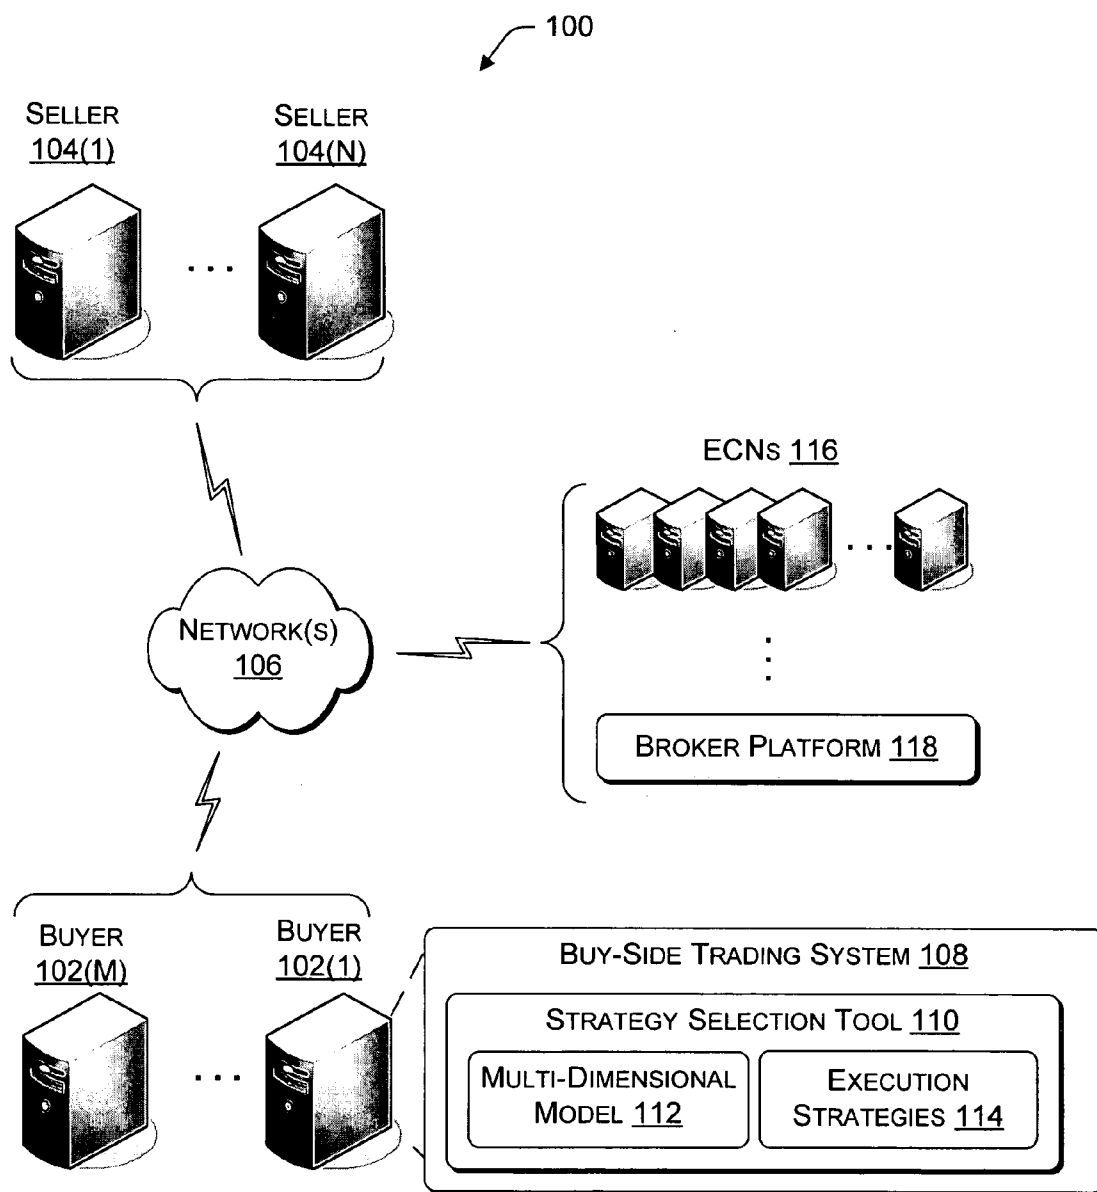 100
SELLER
104(1)
SELLER
104(N)
ECNS 116
NETWORK(S)
106
BROKER PLATFORM 118
BUYER
102(M)
BUYER
102(1)
BUY-SIDE TRADING SYSTEM 108
STRATEGY SELECTION TOOL 110
MULTI-DIMENSIONAL
MODEL 112
EXECUTION
STRATEGIES 114